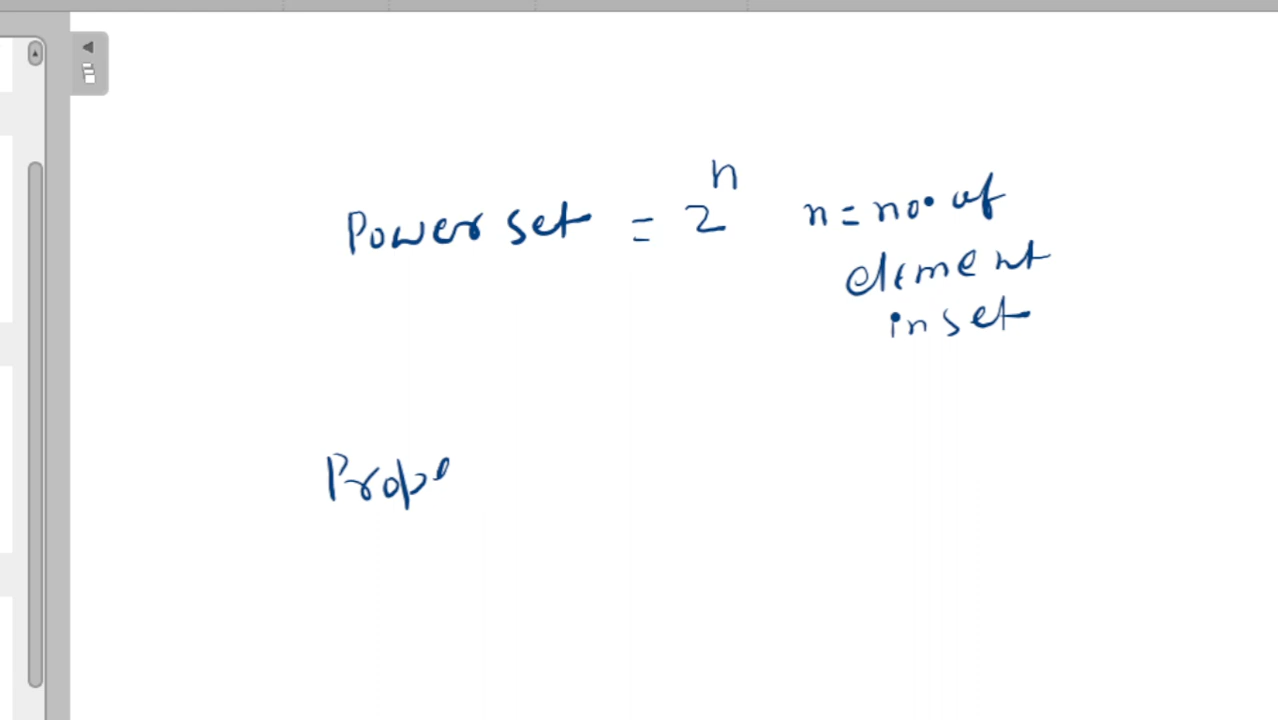 Power set = 2^n n = no. of
element
in set
Prope